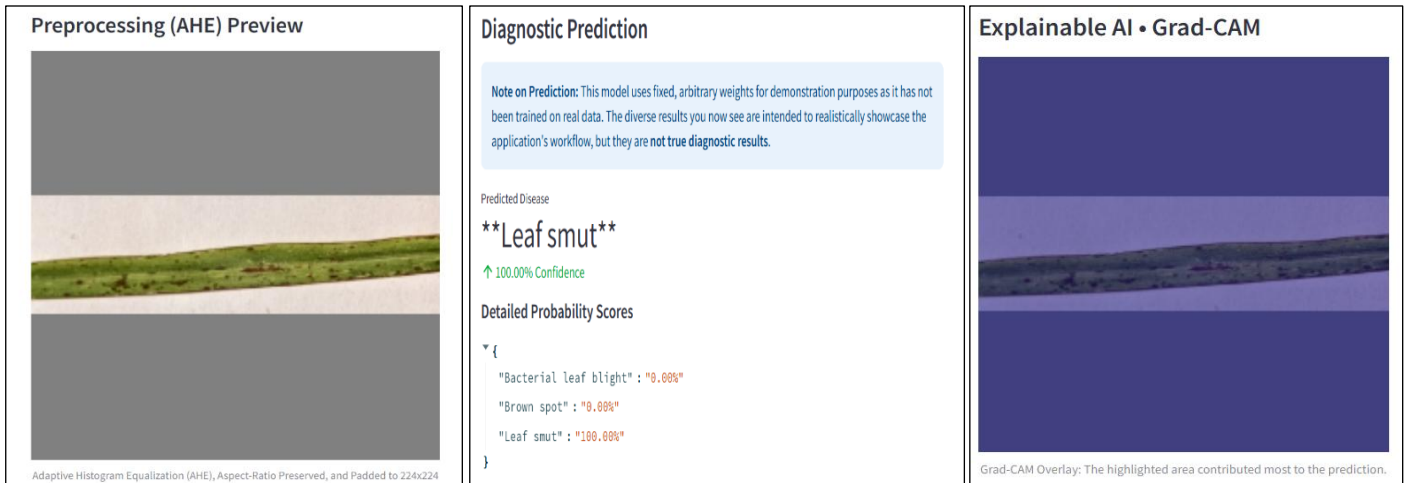 Preprocessing (AHE) Preview
Adaptive Histogram Equalization (AHE), Aspect-Ratio Preserved, and Padded to 224x224
Diagnostic Prediction
Note on Prediction: This model uses fixed, arbitrary weights for demonstration purposes as it has not
been trained on real data. The diverse results you now see are intended to realistically showcase the
application's workflow, but they are not true diagnostic results.
Predicted Disease
**Leaf smut**
↑ 100.00% Confidence
Detailed Probability Scores
{
"Bacterial leaf blight" : "0.00%"
"Brown spot" : "0.00%"
"Leaf smut" : "100.00%"
}
Explainable AI • Grad-CAM
Grad-CAM Overlay: The highlighted area contributed most to the prediction.